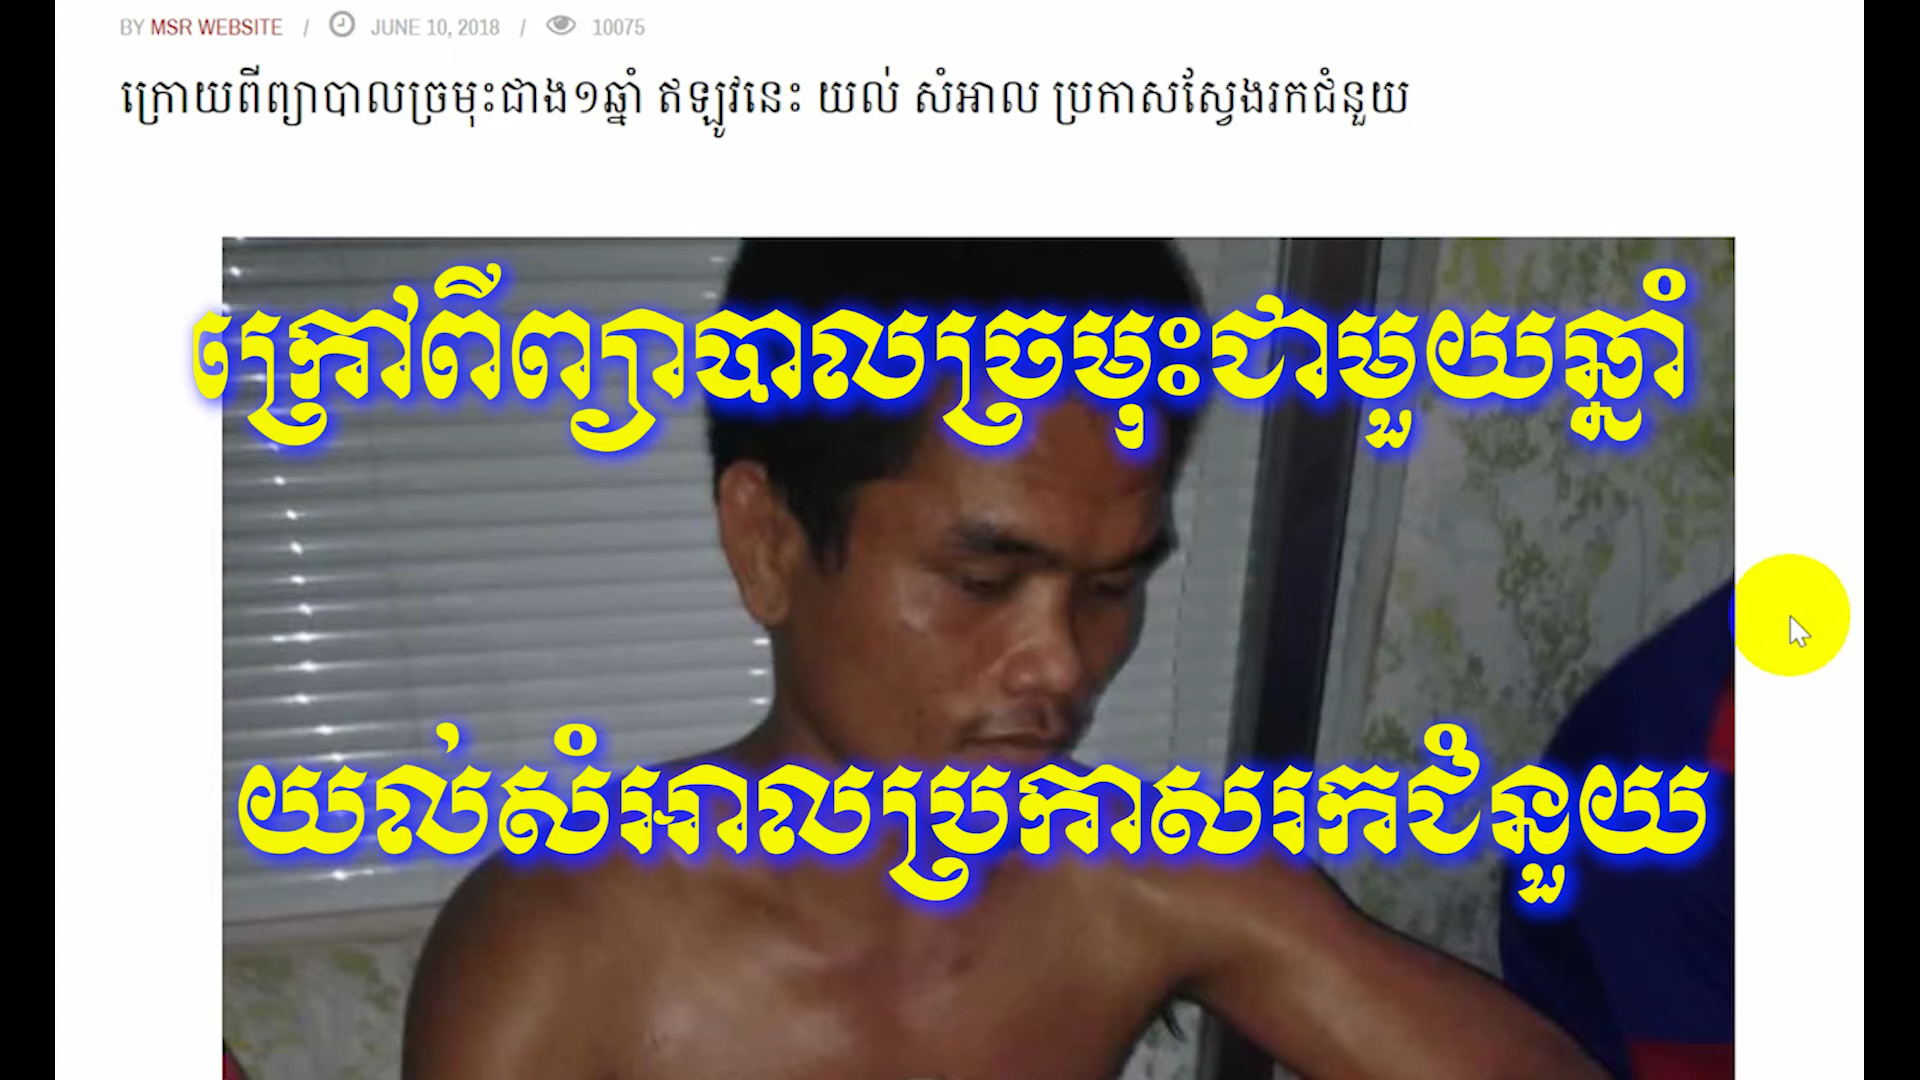 BY MSR WEBSITE / JUNE 10, 2018 / 10075
ក្រោយពីព្យាបាលច្រមុះជាង១ឆ្នាំ ឥឡូវនេះ យល់ សំអាល ប្រកាសស្វែងរកជំនួយ
ក្រៅពីព្យាបាលច្រមុះជាមួយឆ្នាំ
យល់សំអាលប្រកាសរកជំនួយ